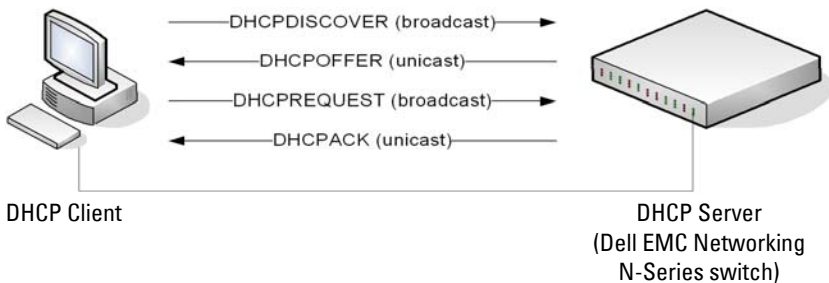 DHCPDISCOVER (broadcast)
DHCPOFFER (unicast)
DHCPREQUEST (broadcast)
DHCPACK (unicast)
DHCP Client
DHCP Server
(Dell EMC Networking
N-Series switch)